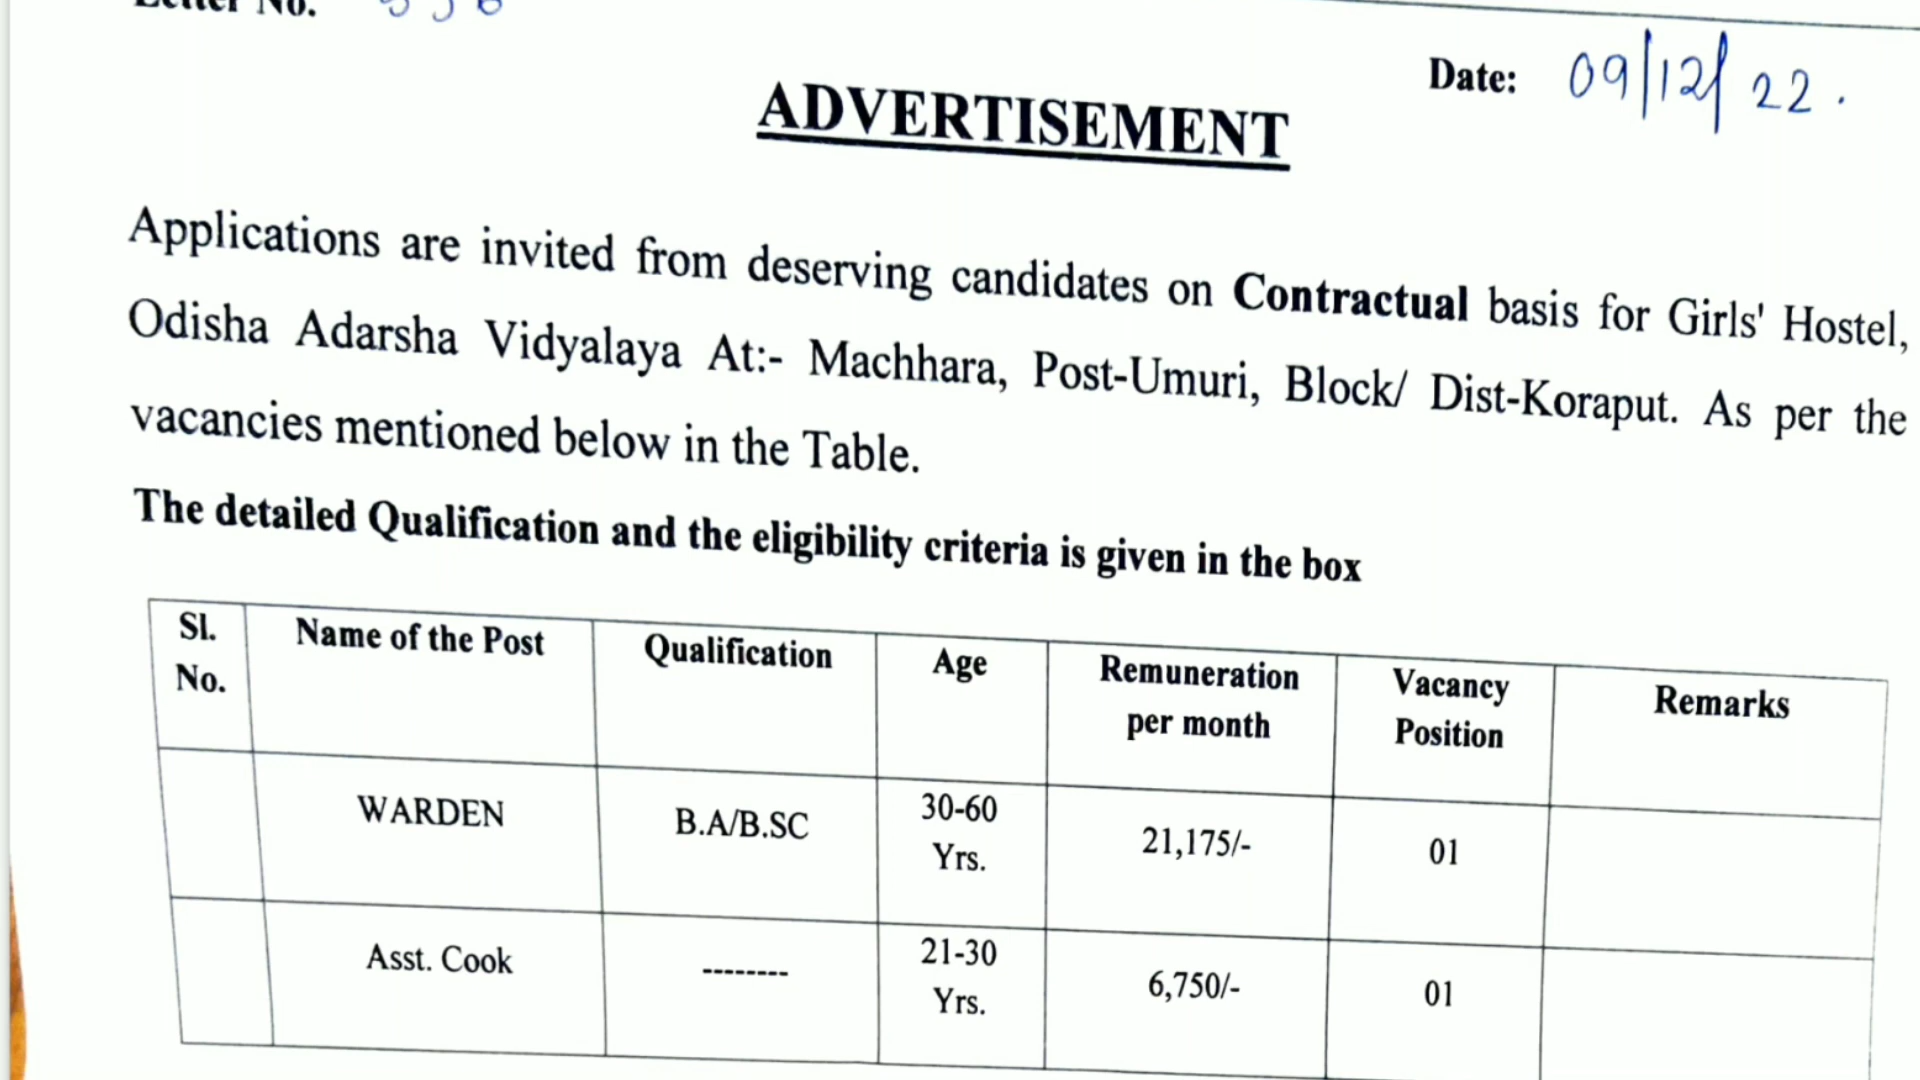 Letter No.
Date: 09/12/22.
ADVERTISEMENT
Applications are invited from deserving candidates on Contractual basis for Girls' Hostel,
Odisha Adarsha Vidyalaya At:- Machhara, Post-Umuri, Block/ Dist-Koraput. As per the
vacancies mentioned below in the Table.
The detailed Qualification and the eligibility criteria is given in the box
Sl. No. Name of the Post Qualification Age Remuneration per month Vacancy Position Remarks
WARDEN B.A/B.SC 30-60 Yrs. 21,175/- 01
Asst. Cook -------- 21-30 Yrs. 6,750/- 01